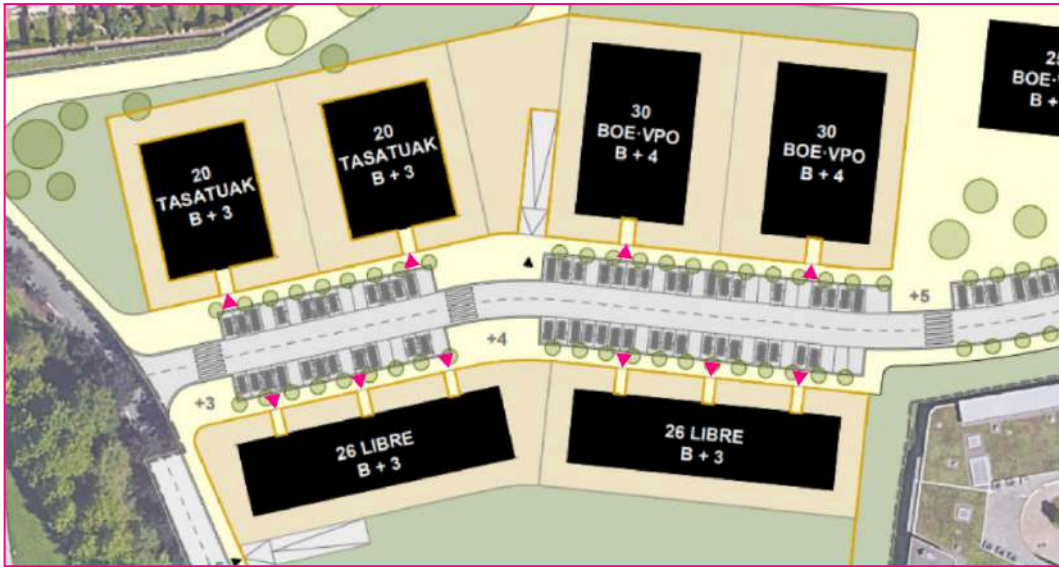 20
TASATUAK
B + 3
20
TASATUAK
B + 3
30
BOE·VPO
B + 4
30
BOE·VPO
B + 4
+5
+4
+3
26 LIBRE
B + 3
26 LIBRE
B + 3